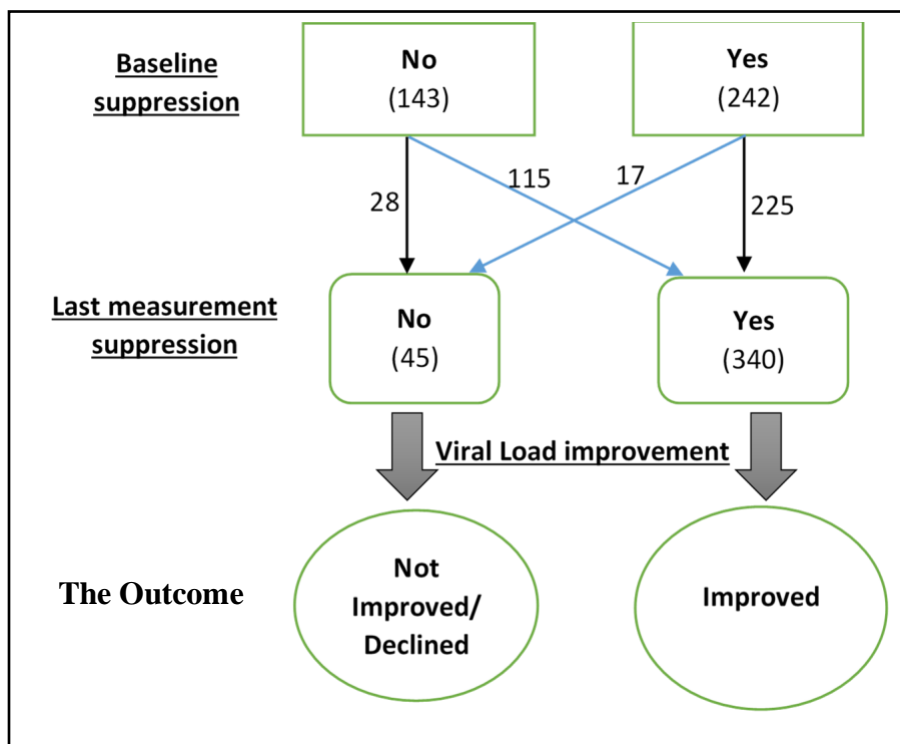 Baseline
suppression
No
(143)
Yes
(242)
28
115
17
225
Last measurement
suppression
No
(45)
Yes
(340)
Viral Load improvement
The Outcome
Not
Improved/
Declined
Improved